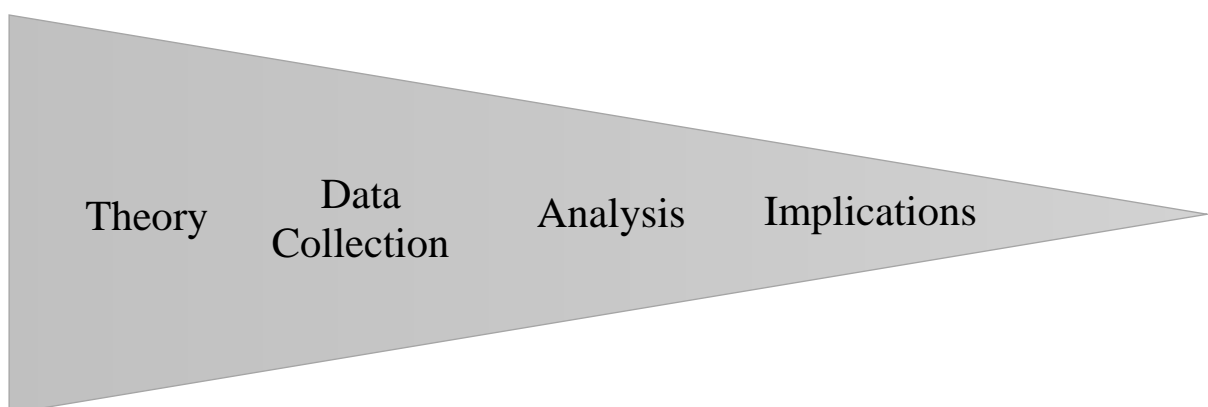 Theory
Data
Collection
Analysis
Implications